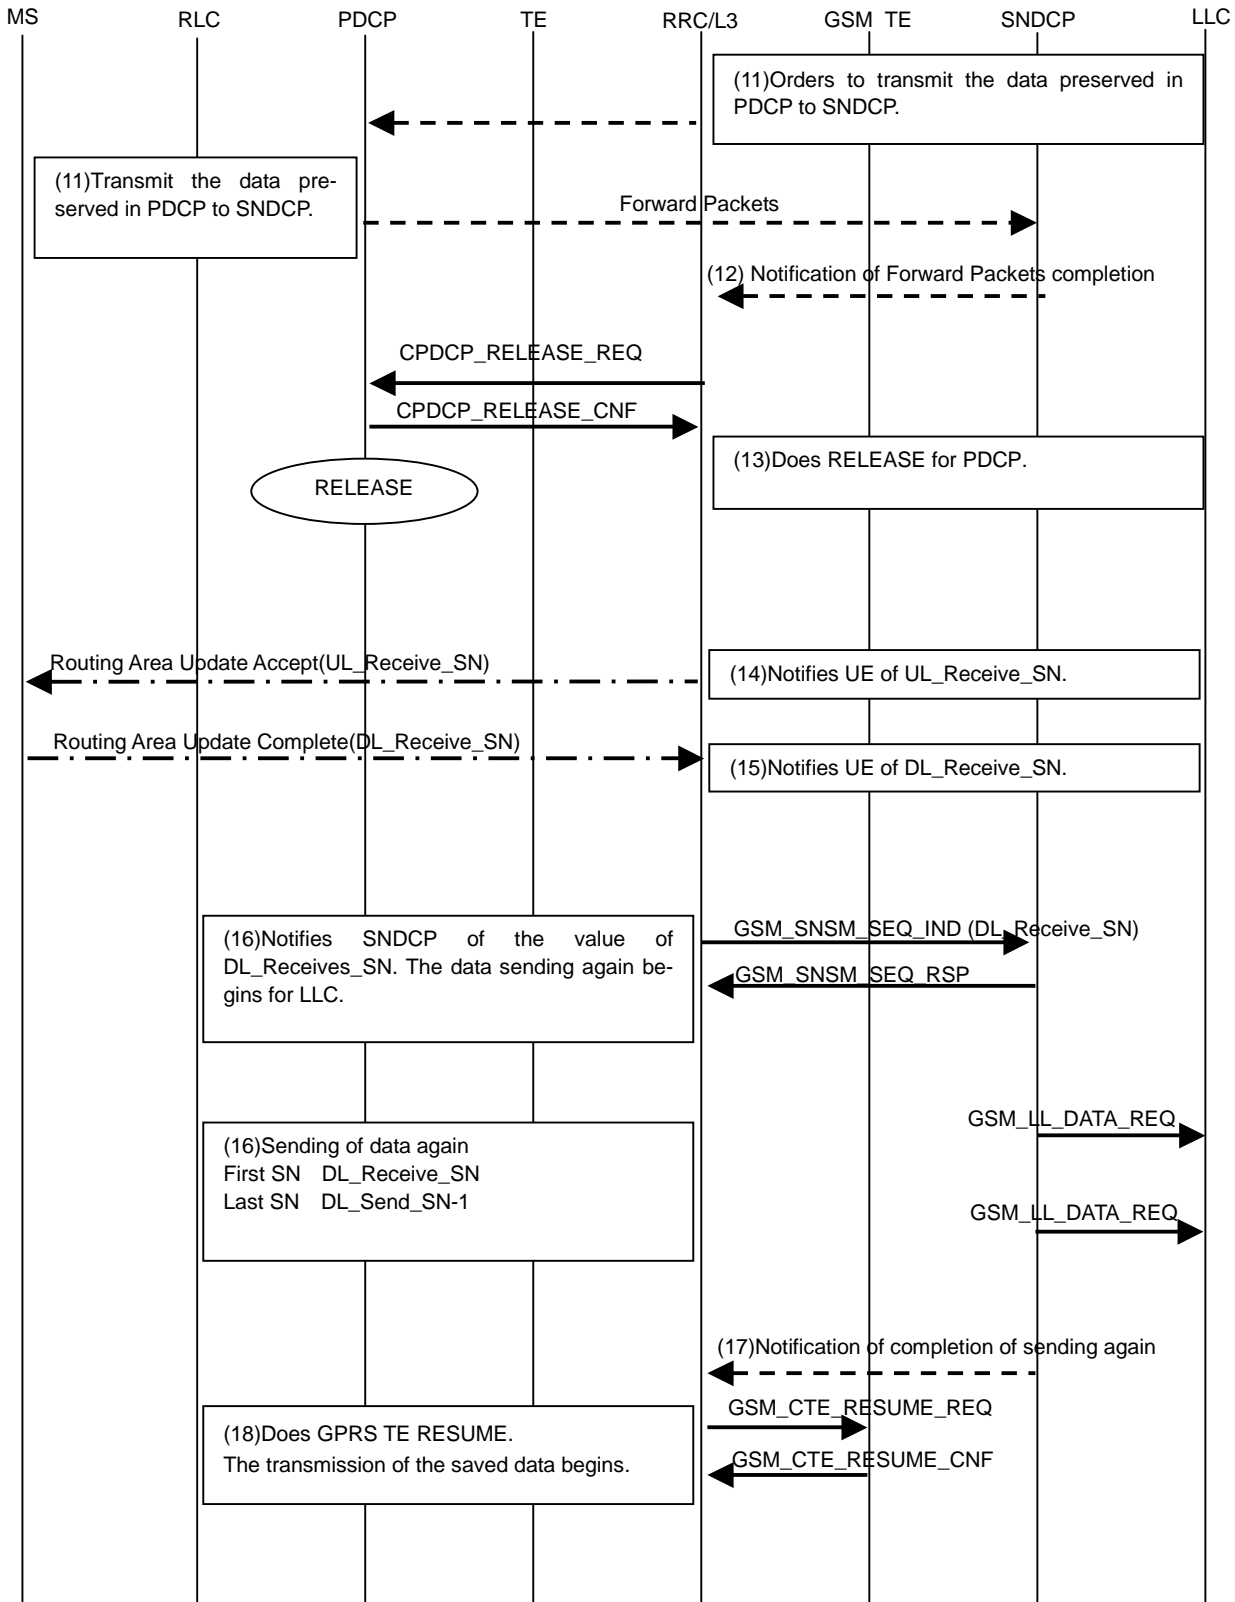 MS RLC PDCP TE RRC/L3 GSM TE SNDCP LLC
(11)Orders to transmit the data preserved in
PDCP to SNDCP.
(11)Transmit the data pre-
served in PDCP to SNDCP.
Forward Packets
(12) Notification of Forward Packets completion
CPDCP_RELEASE_REQ
CPDCP_RELEASE_CNF
(13)Does RELEASE for PDCP.
RELEASE
Routing Area Update Accept(UL_Receive_SN)
(14)Notifies UE of UL_Receive_SN.
Routing Area Update Complete(DL_Receive_SN)
(15)Notifies UE of DL_Receive_SN.
(16)Notifies SNDCP of the value of
DL_Receives_SN. The data sending again be-
gins for LLC.
GSM_SNSM_SEQ_IND (DL_Receive_SN)
GSM_SNSM_SEQ_RSP
GSM_LL_DATA_REQ
(16)Sending of data again
First SN DL_Receive_SN
Last SN DL_Send_SN-1
GSM_LL_DATA_REQ
(17)Notification of completion of sending again
GSM_CTE_RESUME_REQ
(18)Does GPRS TE RESUME.
The transmission of the saved data begins.
GSM_CTE_RESUME_CNF